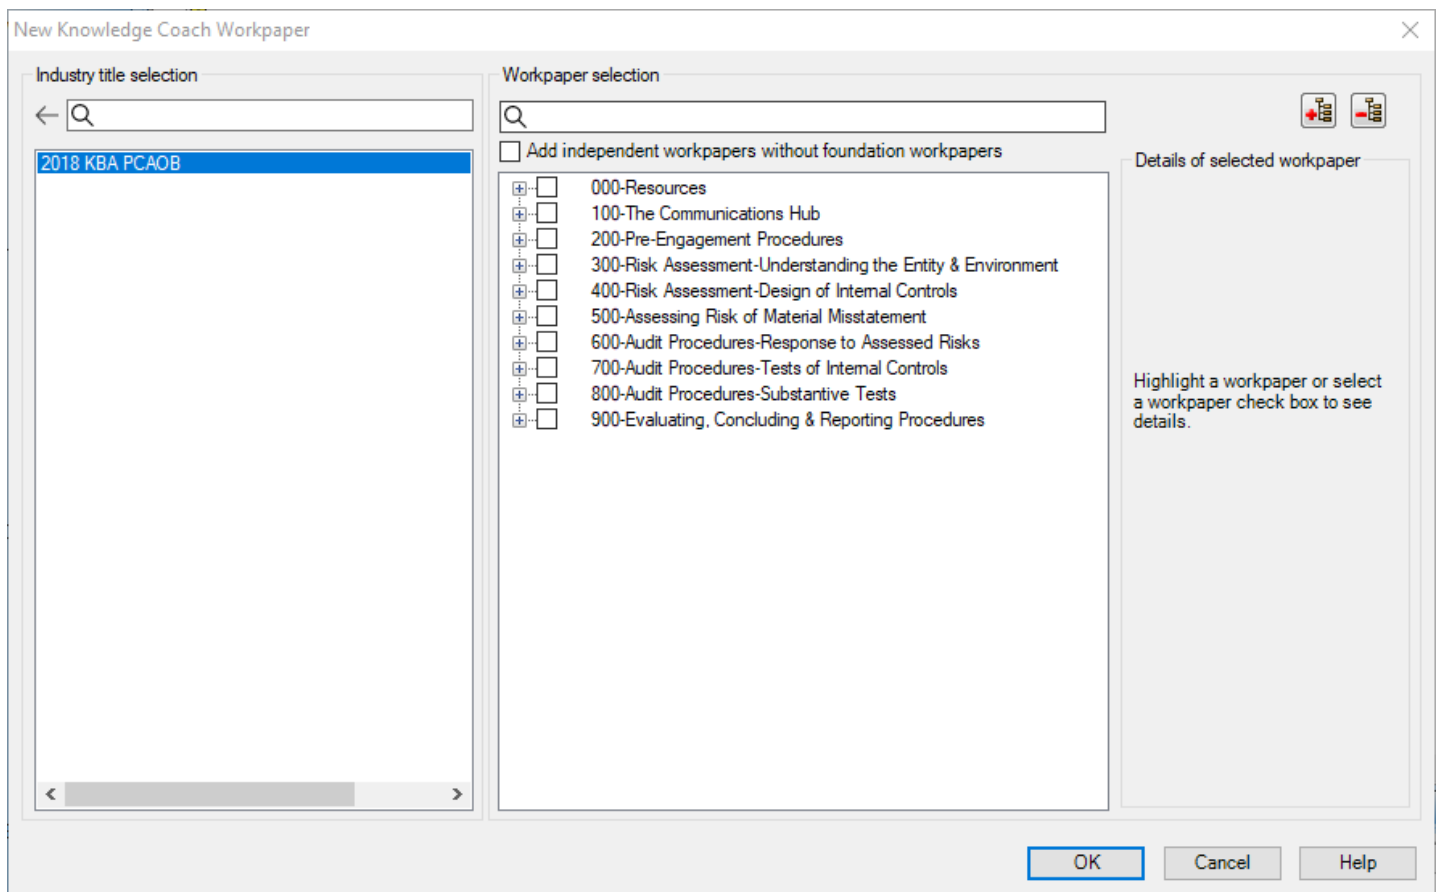 New Knowledge Coach Workpaper
Industry title selection
2018 KBA PCAOB
Workpaper selection
Add independent workpapers without foundation workpapers
000-Resources
100-The Communications Hub
200-Pre-Engagement Procedures
300-Risk Assessment-Understanding the Entity & Environment
400-Risk Assessment-Design of Internal Controls
500-Assessing Risk of Material Misstatement
600-Audit Procedures-Response to Assessed Risks
700-Audit Procedures-Tests of Internal Controls
800-Audit Procedures-Substantive Tests
900-Evaluating, Concluding & Reporting Procedures
Details of selected workpaper
Highlight a workpaper or select
a workpaper check box to see
details.
OK
Cancel
Help